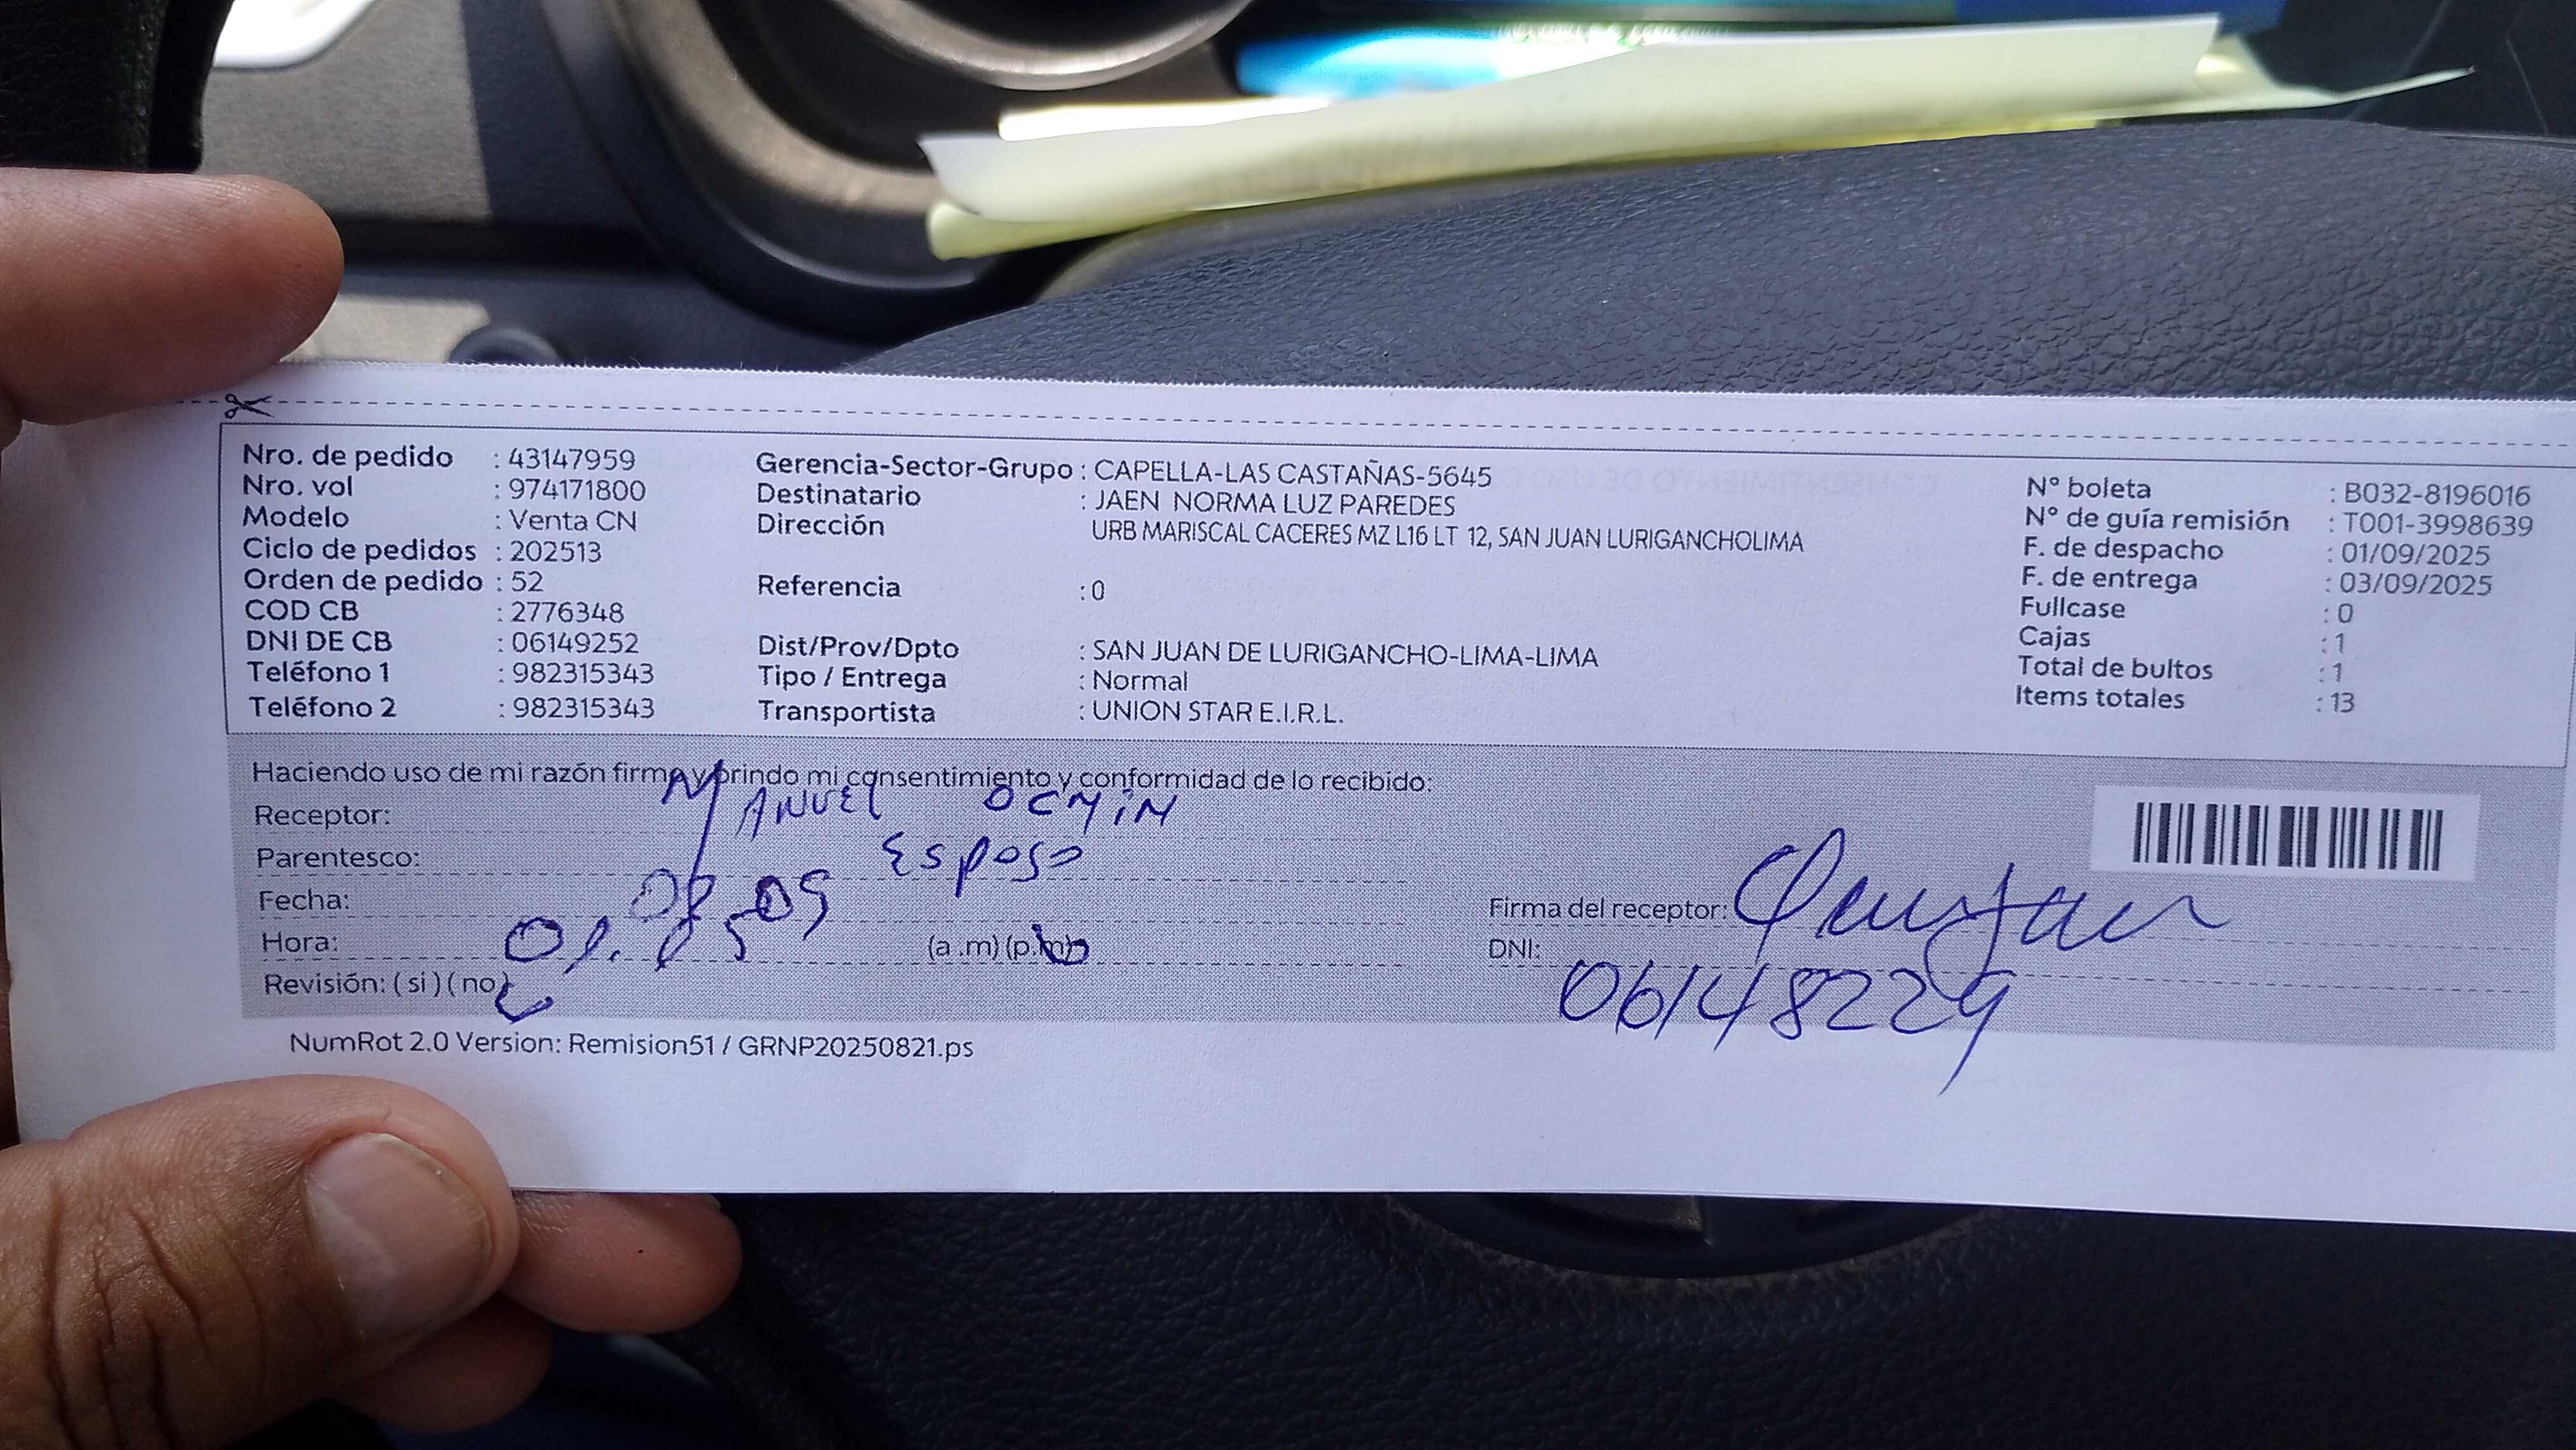 Nro. de pedido : 43147959
Nro. vol : 974171800
Modelo : Venta CN
Ciclo de pedidos : 202513
Orden de pedido : 52
COD CB : 2776348
DNI DE CB : 06149252
Teléfono 1 : 982315343
Teléfono 2 : 982315343
Gerencia-Sector-Grupo : CAPELLA-LAS CASTAÑAS-5645
Destinatario : JAEN NORMA LUZ PAREDES
Dirección URB MARISCAL CACERES MZ L16 LT 12, SAN JUAN LURIGANCHOLIMA
Referencia : 0
Dist/Prov/Dpto : SAN JUAN DE LURIGANCHO-LIMA-LIMA
Tipo / Entrega : Normal
Transportista : UNION STAR E.I.R.L.
N° boleta : B032-8196016
N° de guía remisión : T001-3998639
F. de despacho : 01/09/2025
F. de entrega : 03/09/2025
Fullcase : 0
Cajas : 1
Total de bultos : 1
Items totales : 13
Haciendo uso de mi razón firmo y brindo mi consentimiento y conformidad de lo recibido:
Receptor: MANUEL
Parentesco: Esposo
Fecha:
Hora: (a .m) (p.m)
Revisión: ( si ) ( no )
Firma del receptor:
DNI: 06148229
NumRot 2.0 Version: Remision51 / GRNP20250821.ps